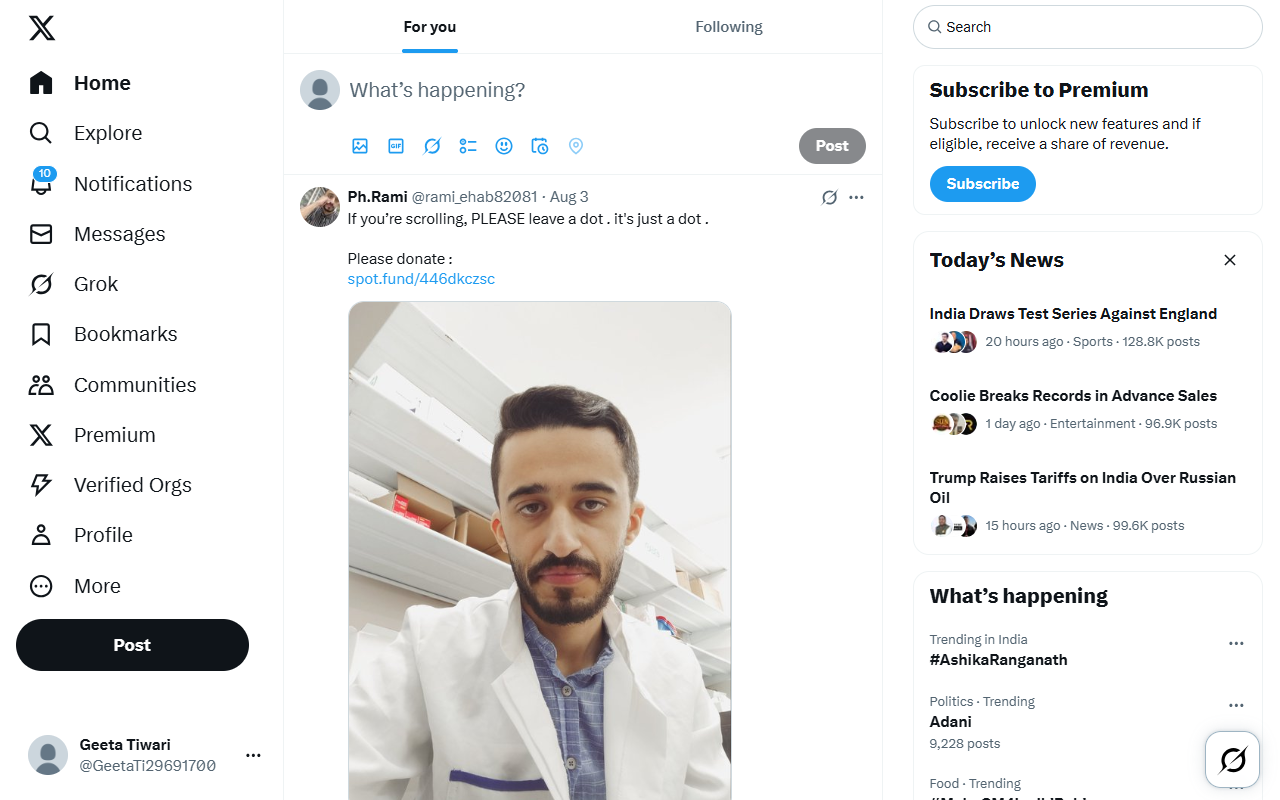 Home
Explore
10
Notifications
Messages
Grok
Bookmarks
Communities
Premium
Verified Orgs
Profile
More
Post
Geeta Tiwari
@GeetaTi29691700
For you
Following
What's happening?
GIF
Post
Ph.Rami @rami_ehab82081 · Aug 3
If you're scrolling, PLEASE leave a dot . it's just a dot .
Please donate :
spot.fund/446dkczsc
Search
Subscribe to Premium
Subscribe to unlock new features and if
eligible, receive a share of revenue.
Subscribe
Today's News
India Draws Test Series Against England
20 hours ago · Sports · 128.8K posts
Coolie Breaks Records in Advance Sales
1 day ago · Entertainment · 96.9K posts
Trump Raises Tariffs on India Over Russian
Oil
15 hours ago · News · 99.6K posts
What's happening
Trending in India
#AshikaRanganath
Politics · Trending
Adani
9,228 posts
Food · Trending